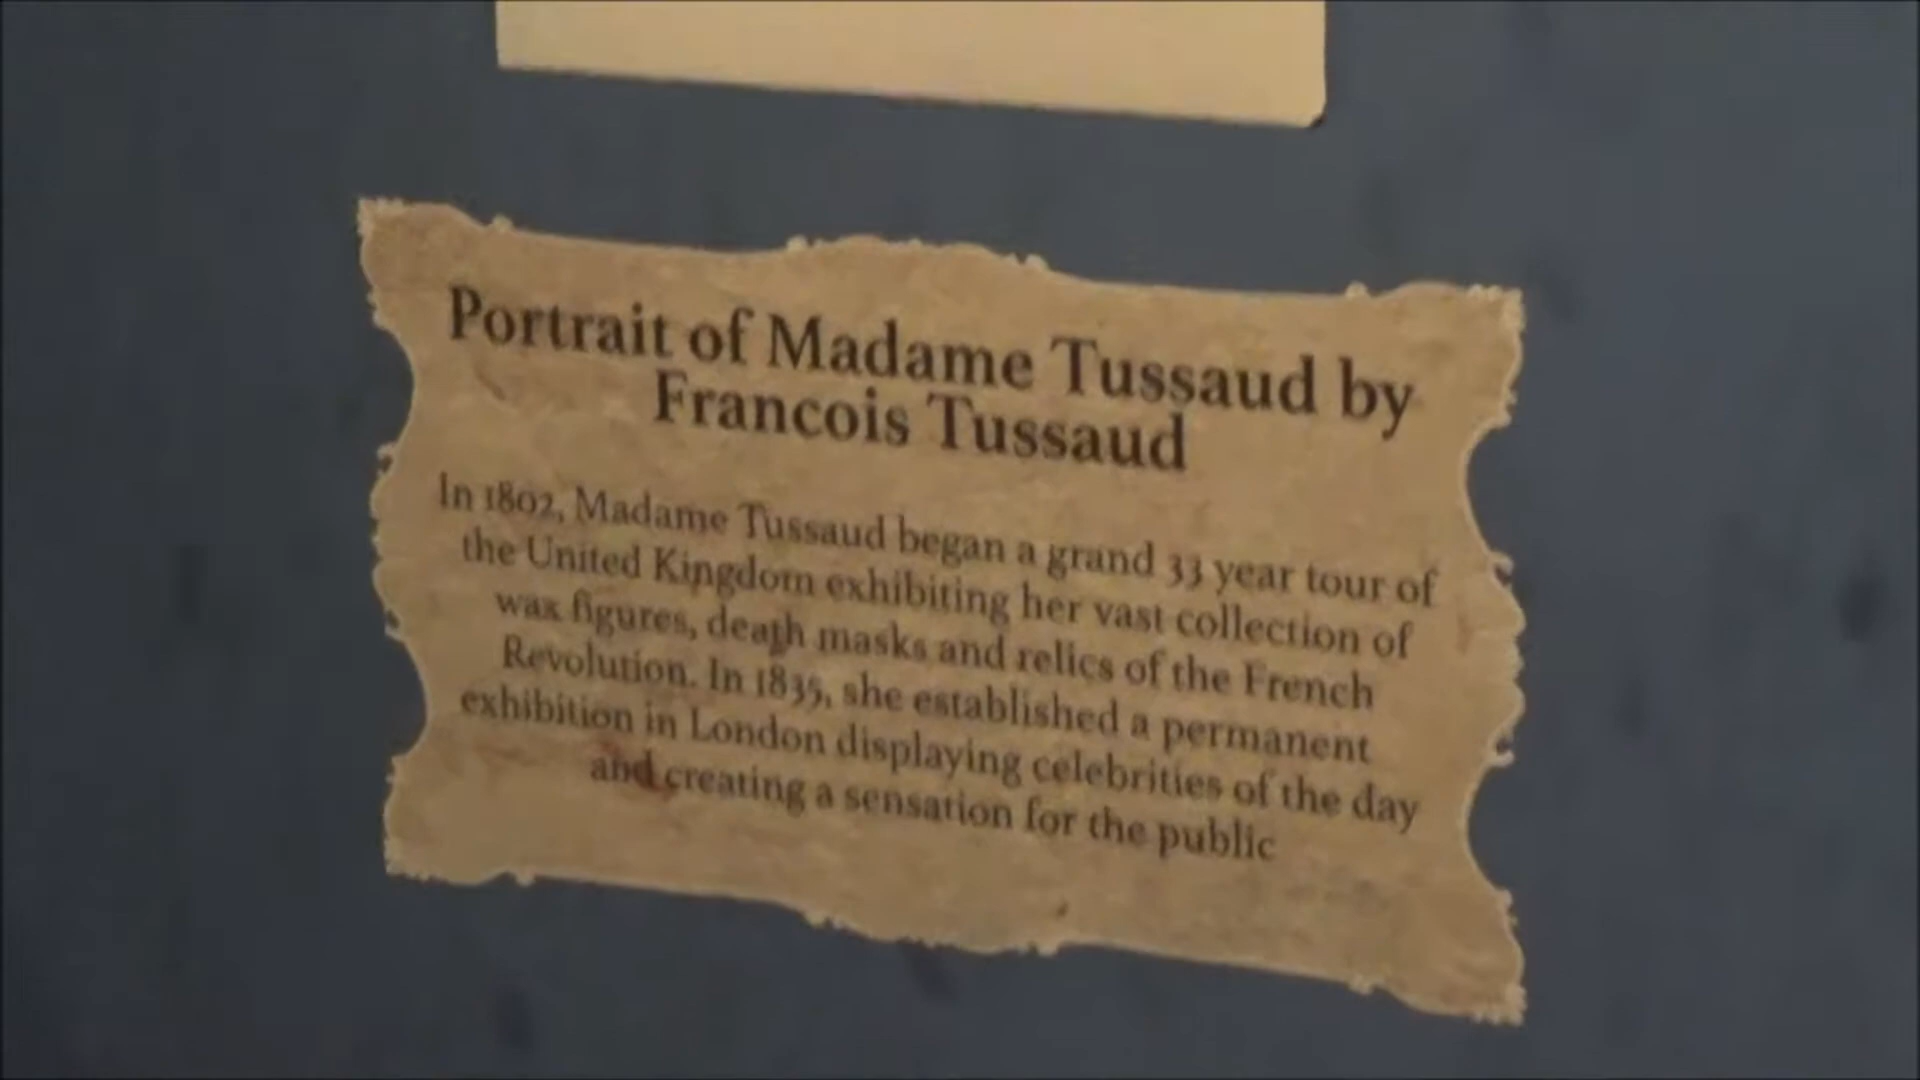 Portrait of Madame Tussaud by
Francois Tussaud
In 1802, Madame Tussaud began a grand 33 year tour of
the United Kingdom exhibiting her vast collection of
wax figures, death masks and relics of the French
Revolution. In 1835, she established a permanent
exhibition in London displaying celebrities of the day
and creating a sensation for the public